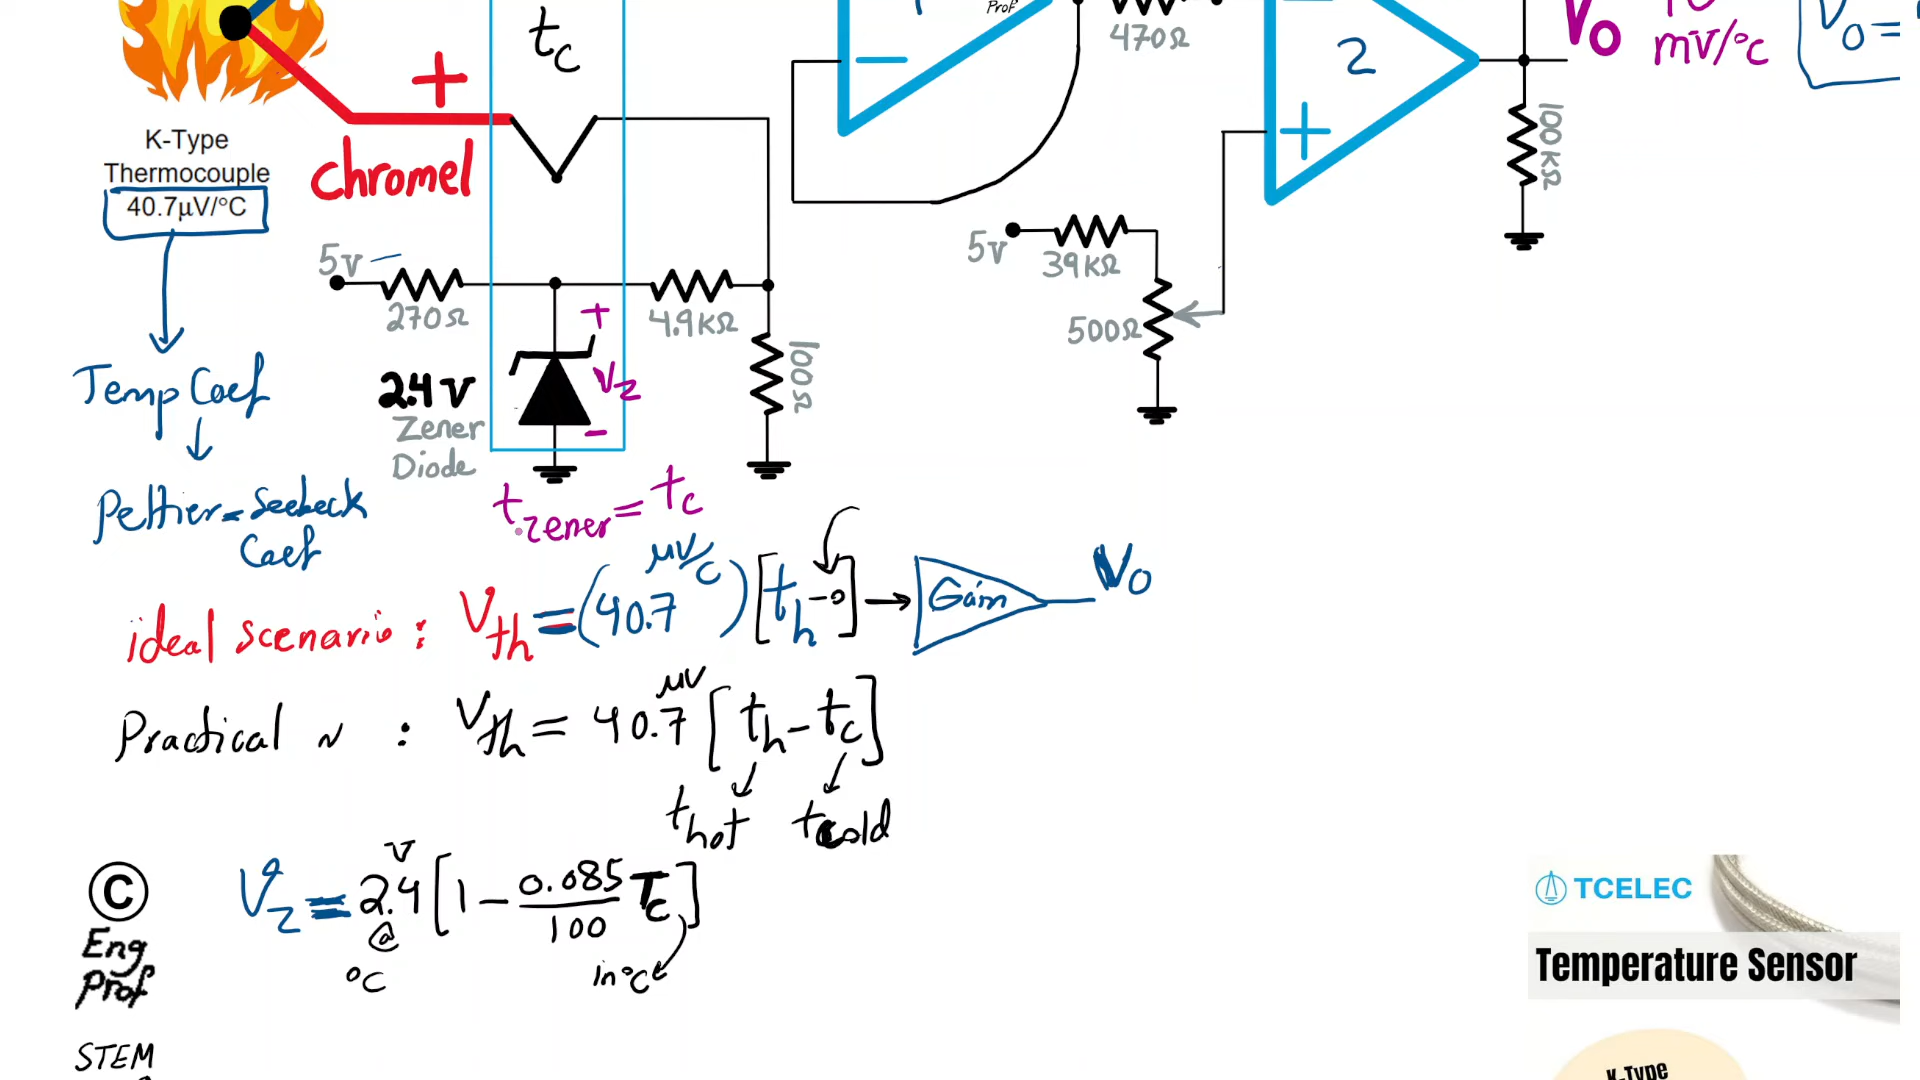 tc
Prof
470Ω
2
Vo
mV/°C
Vo =
+
−
+
100KΩ
K-Type
Thermocouple
40.7µV/°C
chromel
5v
270Ω
4.9KΩ
100Ω
5v
39KΩ
500Ω
+
Vz
−
2.4V
Zener
Diode
Temp Coef
Peltier - Seebeck
Coef
tzener = tc
ideal scenario : Vth = (40.7 µV/C) [th - 0] → Gain Vo
Practical ~ : Vth = 40.7 µV [th - tc]
thot tcold
Vz = 2.4 V [1 - 0.085/100 Tc]
@
°C
in °C
©
Eng
Prof
STEM
TCELEC
Temperature Sensor
K-Type